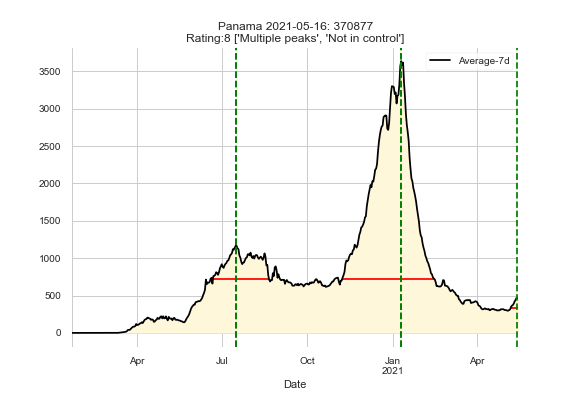 Panama 2021-05-16: 370877
Rating:8 ['Multiple peaks', 'Not in control']
Average-7d
3500
3000
2500
2000
1500
1000
500
0
Apr
Jul
Oct
Jan
2021
Apr
Date